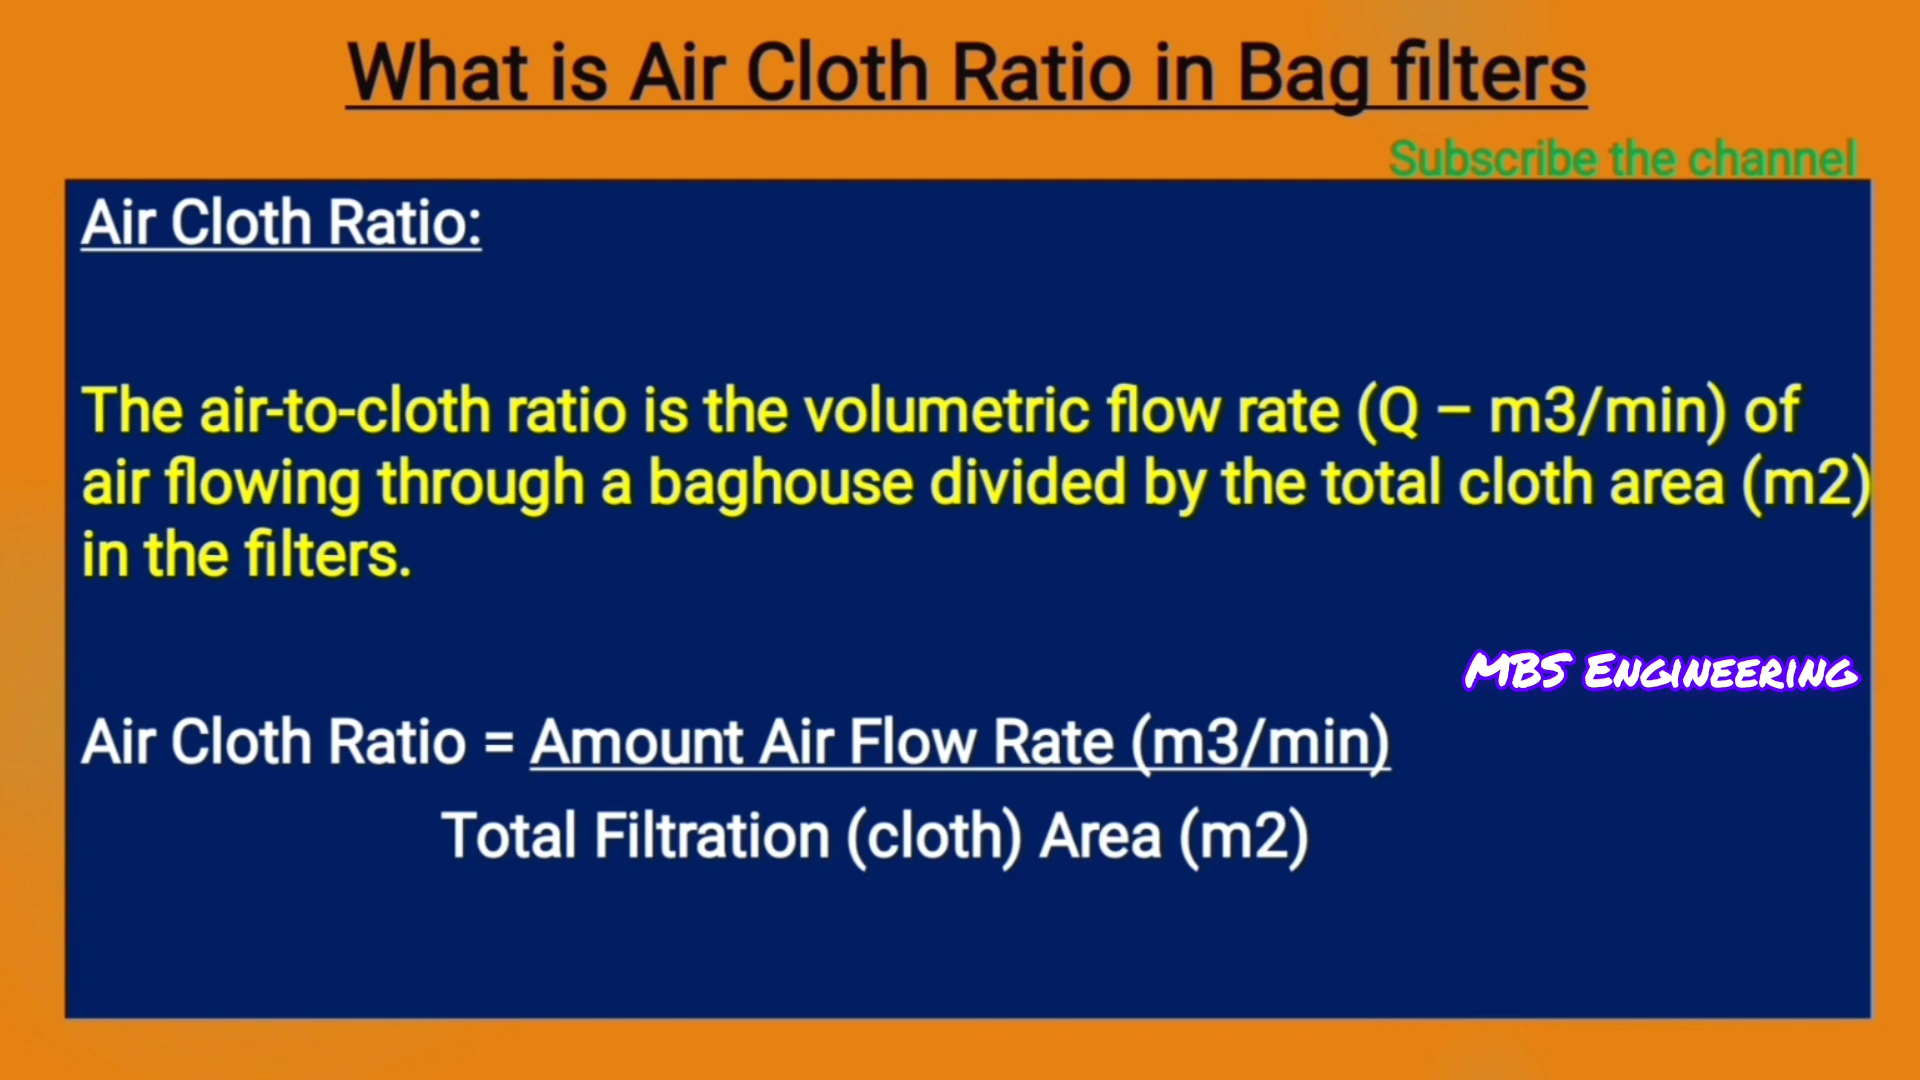 What is Air Cloth Ratio in Bag filters
Subscribe the channel
Air Cloth Ratio:
The air-to-cloth ratio is the volumetric flow rate (Q – m3/min) of
air flowing through a baghouse divided by the total cloth area (m2)
in the filters.
MBS Engineering
Air Cloth Ratio = Amount Air Flow Rate (m3/min)
Total Filtration (cloth) Area (m2)